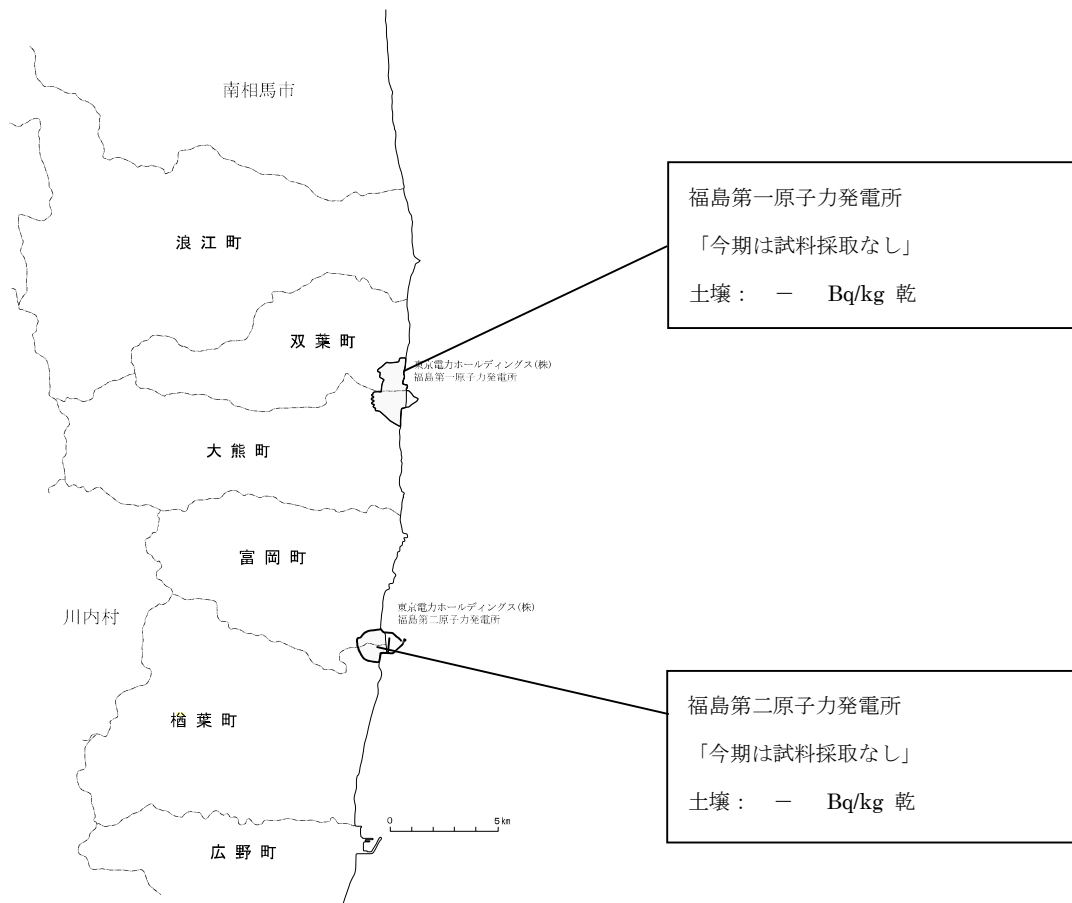 南相馬市
福島第一原子力発電所
「今期は試料採取なし」
土壌： － Bq/kg 乾
浪 江 町
双 葉 町
東京電力ホールディングス(株)
福島第一原子力発電所
大 熊 町
富 岡 町
川内村
東京電力ホールディングス(株)
福島第二原子力発電所
福島第二原子力発電所
「今期は試料採取なし」
土壌： － Bq/kg 乾
楢 葉 町
0 5km
広 野 町